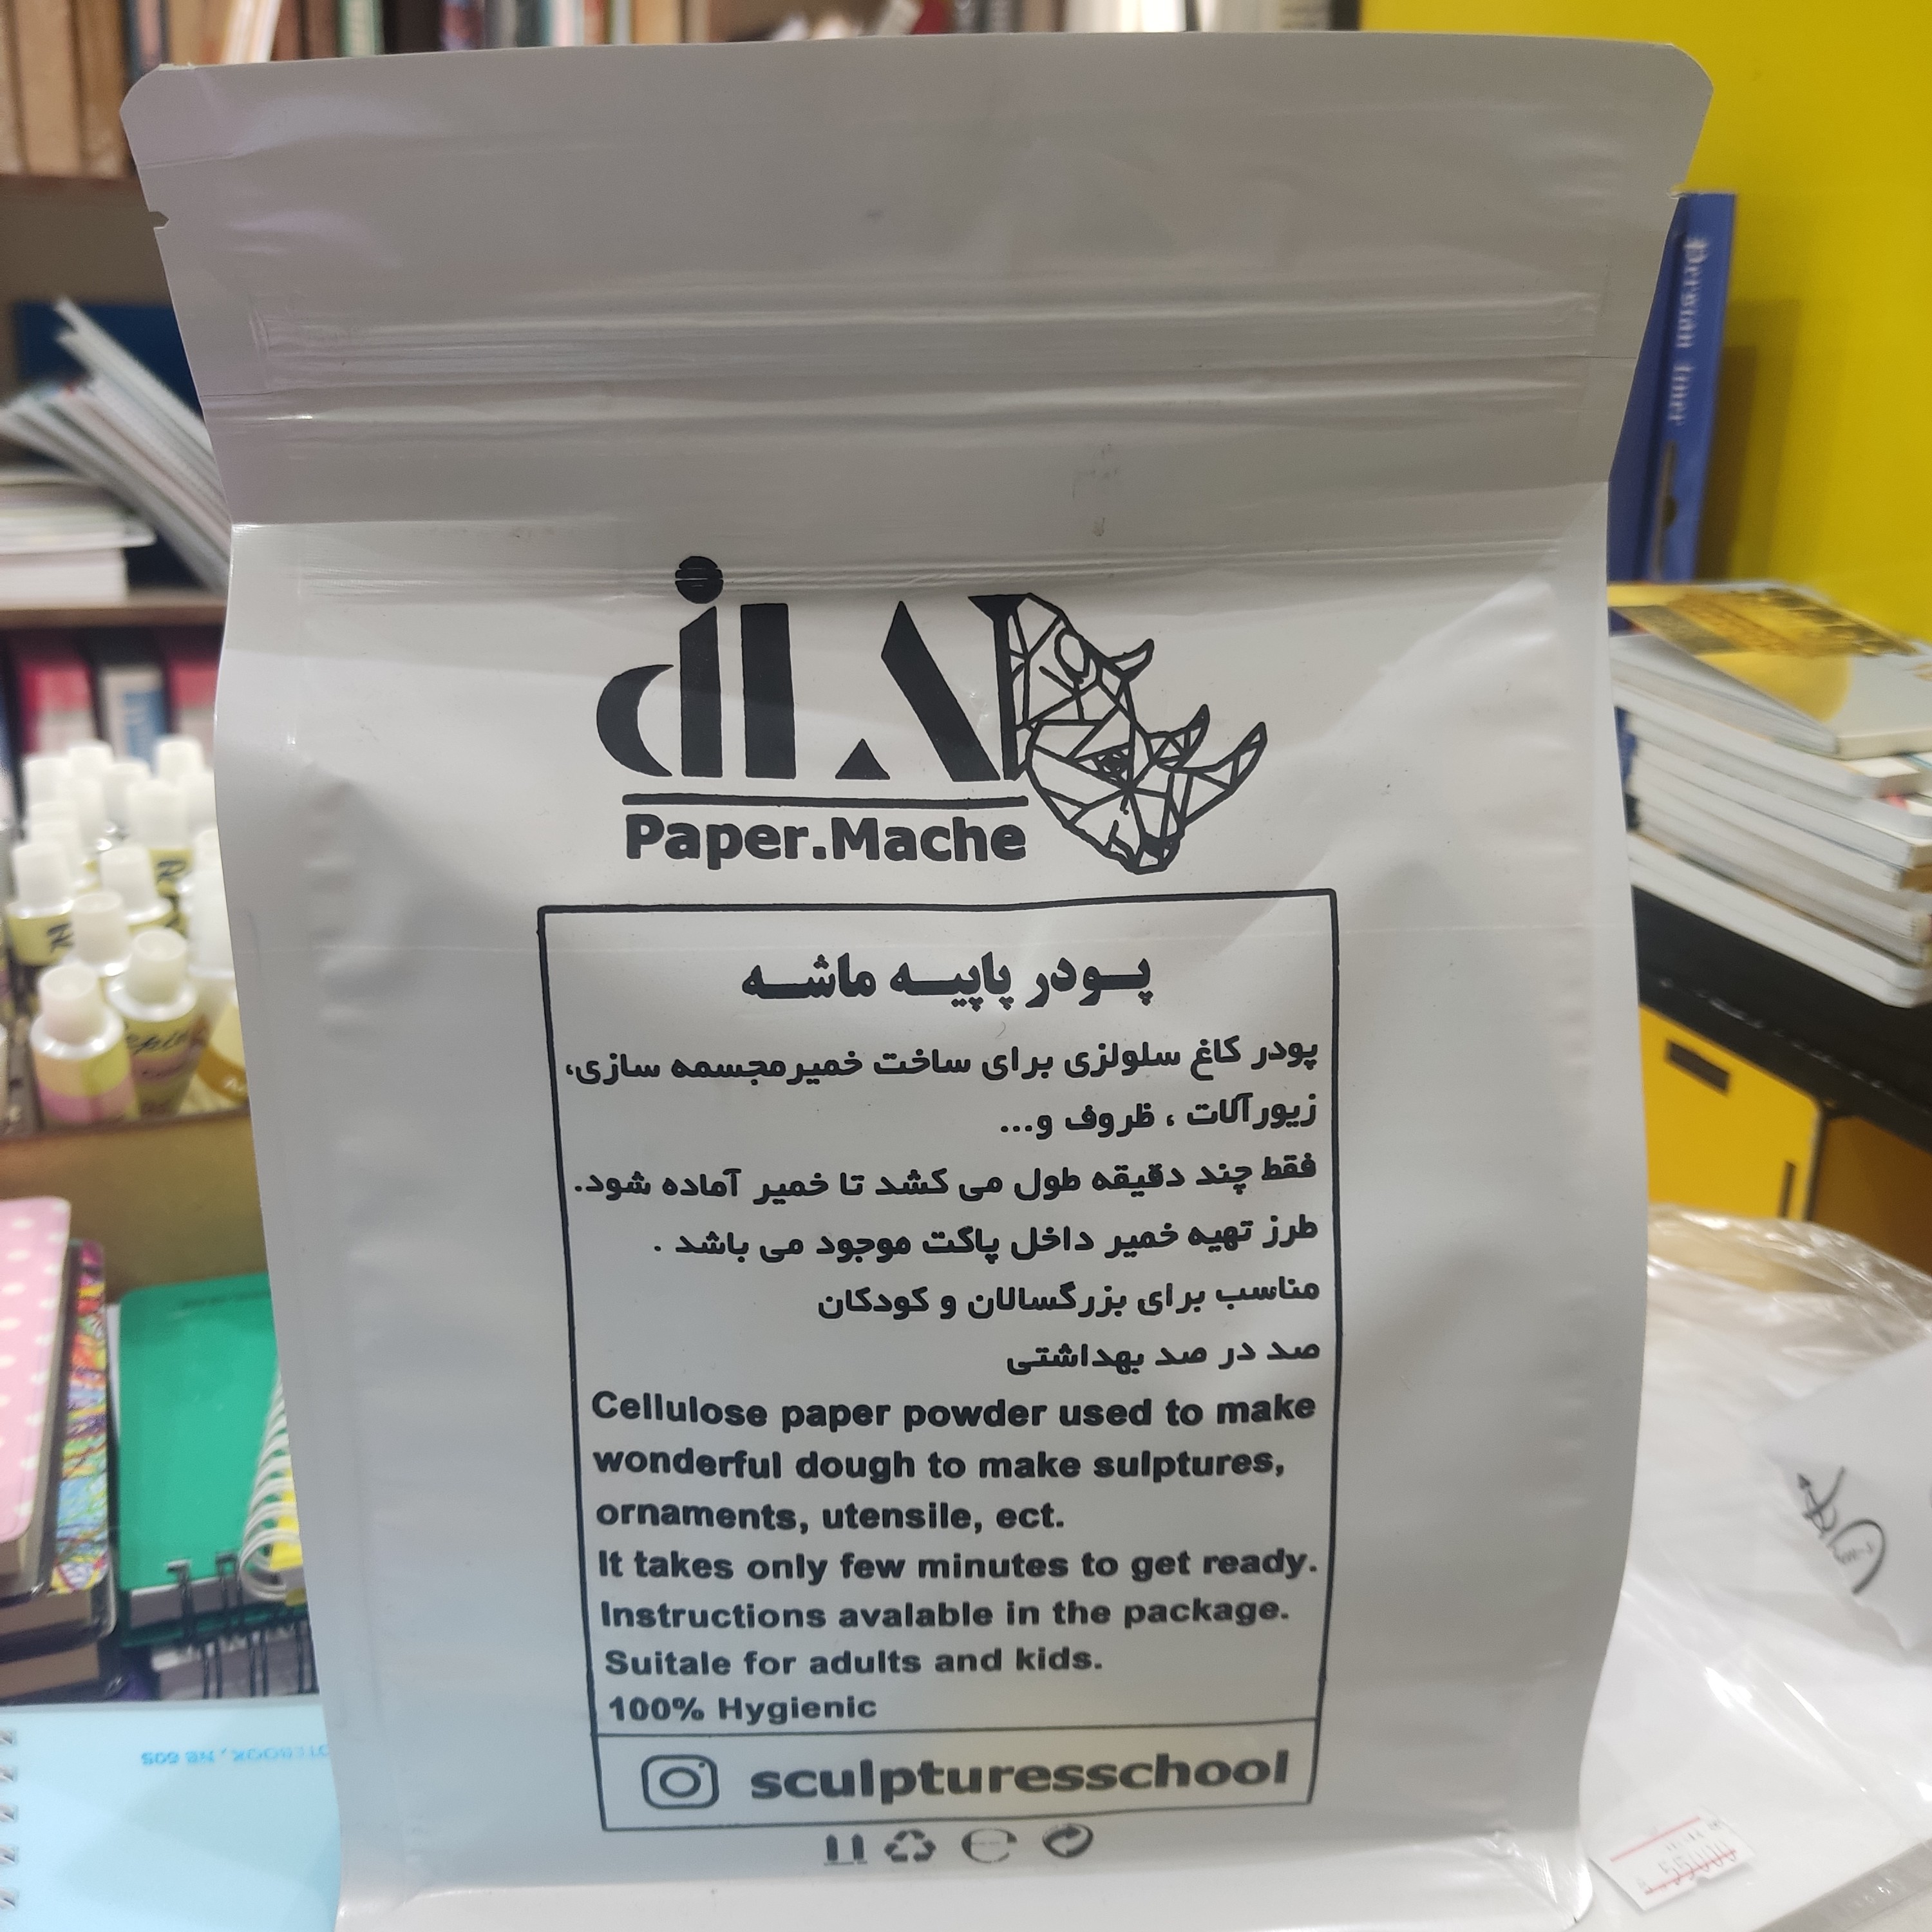 Paper.Mache
پودر پاپیه ماشه
پودر کاغ سلولزی برای ساخت خمیرمجسمه سازی،
زیورآلات ، ظروف و...
فقط چند دقیقه طول می کشد تا خمیر آماده شود.
طرز تهیه خمیر داخل پاکت موجود می باشد .
مناسب برای بزرگسالان و کودکان
صد در صد بهداشتی
Cellulose paper powder used to make
wonderful dough to make sulptures,
ornaments, utensile, ect.
It takes only few minutes to get ready.
Instructions avalable in the package.
Suitale for adults and kids.
100% Hygienic
sculpturesschool